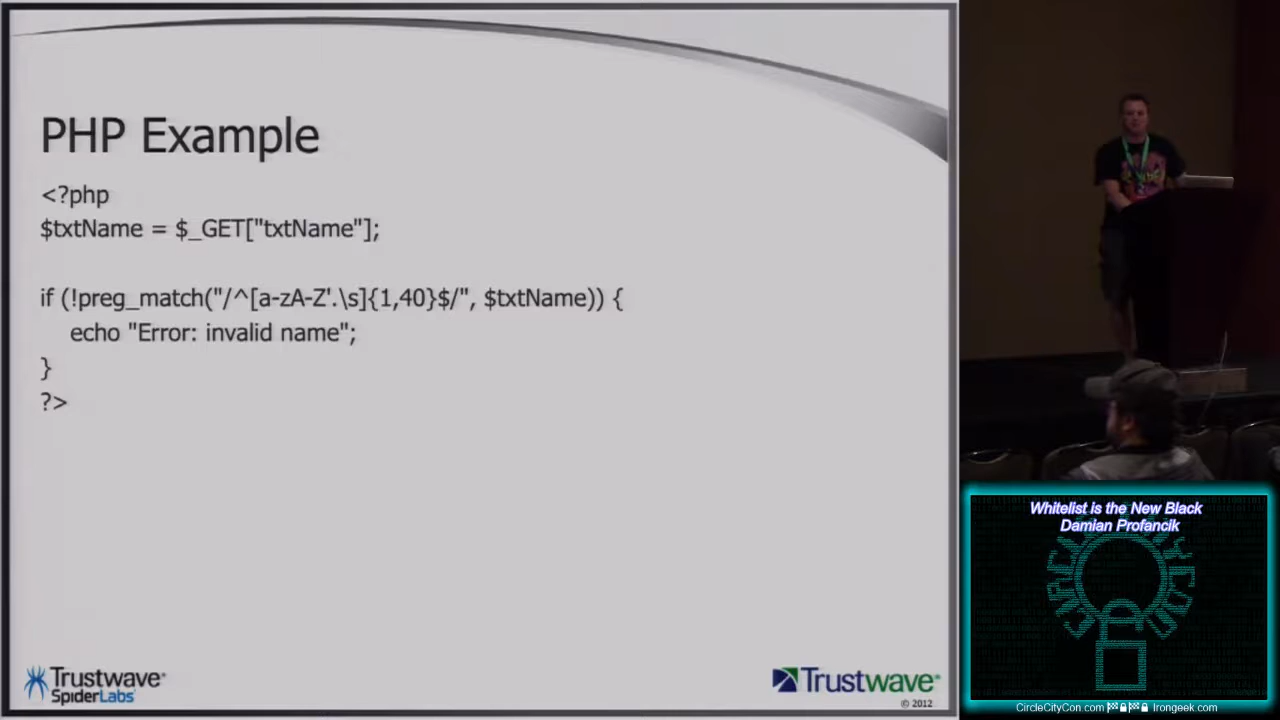 PHP Example
<?php
$txtName = $_GET["txtName"];
if (!preg_match("/^[a-zA-Z'.\s]{1,40}$/", $txtName)) {
echo "Error: invalid name";
}
?>
Trustwave®
SpiderLabs®
Trustwave®
© 2012
Whitelist is the New Black
Damian Profancik
CircleCityCon.com
Irongeek.com